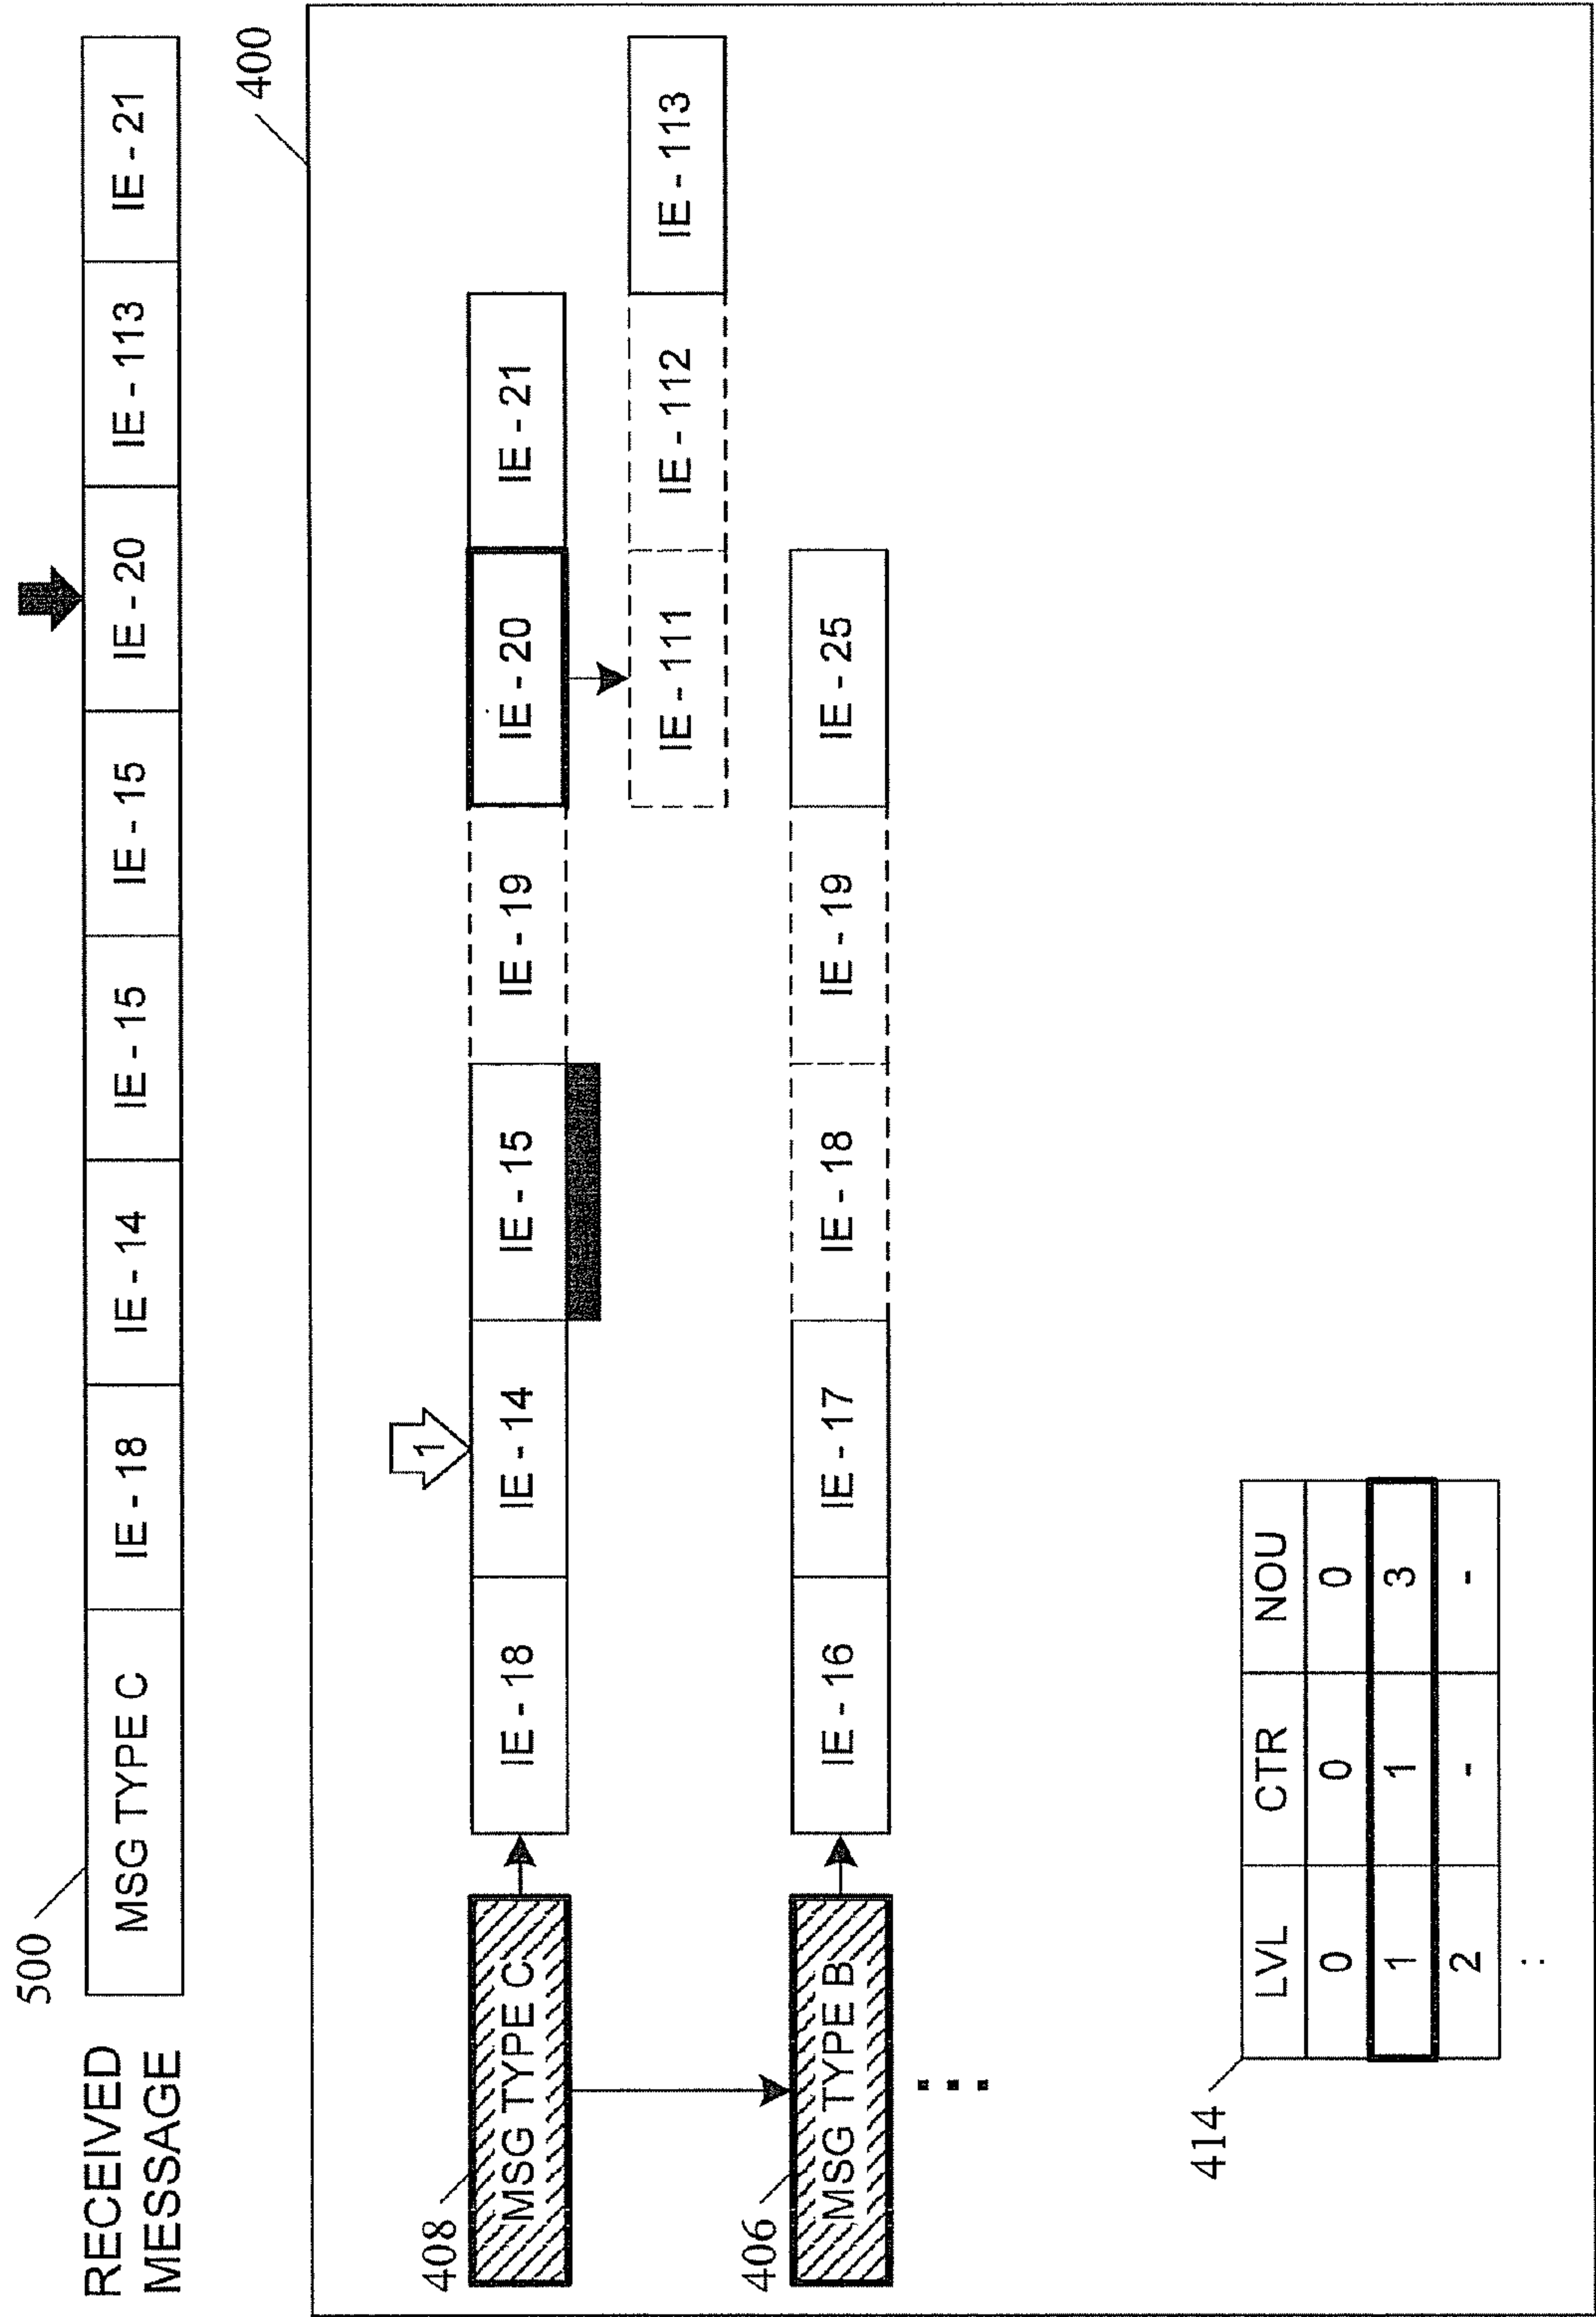 500
RECEIVED
MESSAGE
MSG TYPE C IE - 18 IE - 14 IE - 15 IE - 15 IE - 20 IE - 113 IE - 21
400
1
408
MSG TYPE C IE - 18 IE - 14 IE - 15 IE - 19 IE - 20 IE - 21
IE - 111 IE - 112 IE - 113
406
MSG TYPE B IE - 16 IE - 17 IE - 18 IE - 19 IE - 25
414
LVL CTR NOU
0 0 0
1 1 3
2 - -
: